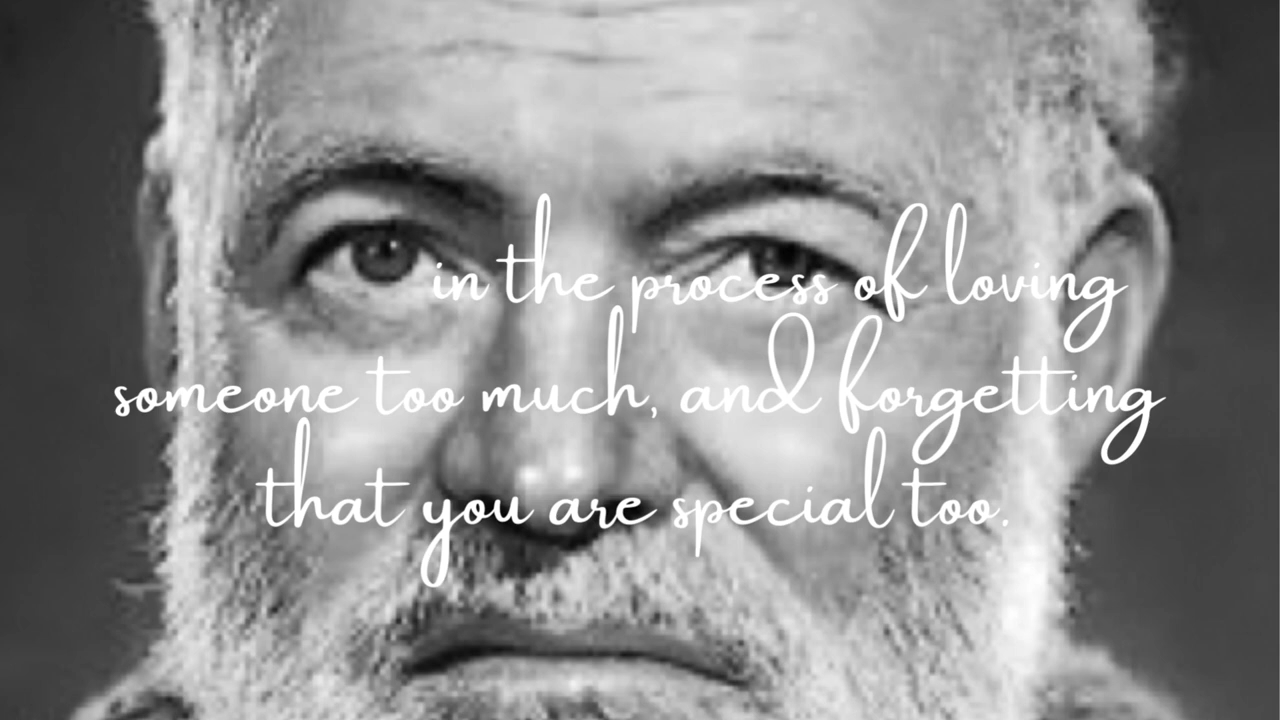 in the process of loving
someone too much, and forgetting
that you are special too.